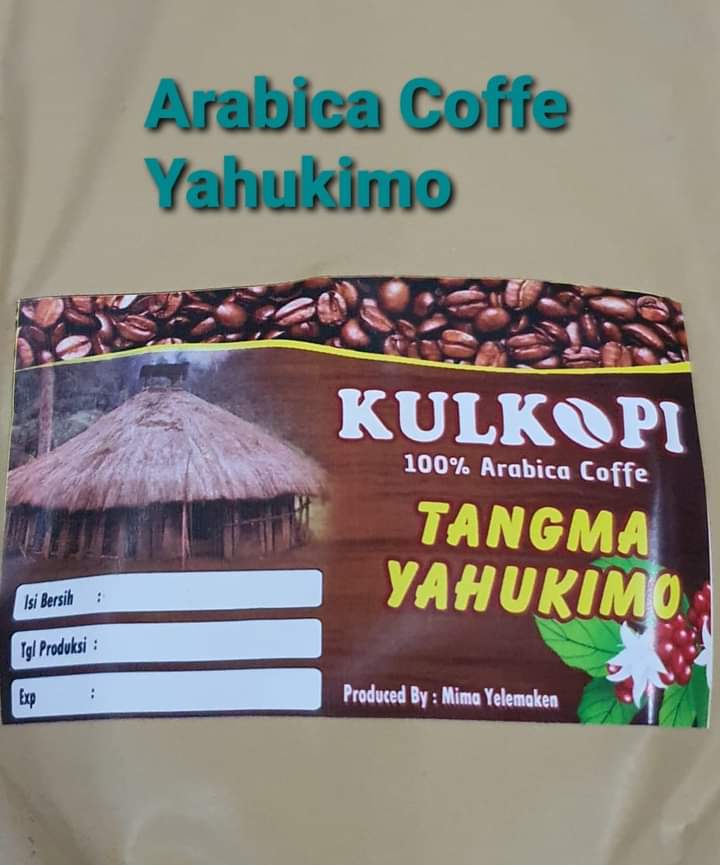 Arabica Coffe
Yahukimo
KULKOPI
100% Arabica Coffe
TANGMA
YAHUKIMO
Isi Bersih :
Tgl Produksi :
Exp :
Produced By : Mima Yelemaken